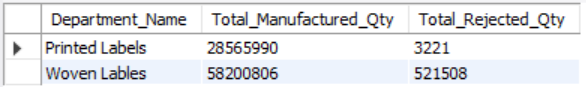 Department_Name Total_Manufactured_Qty Total_Rejected_Qty
Printed Labels 28565990 3221
Woven Lables 58200806 521508